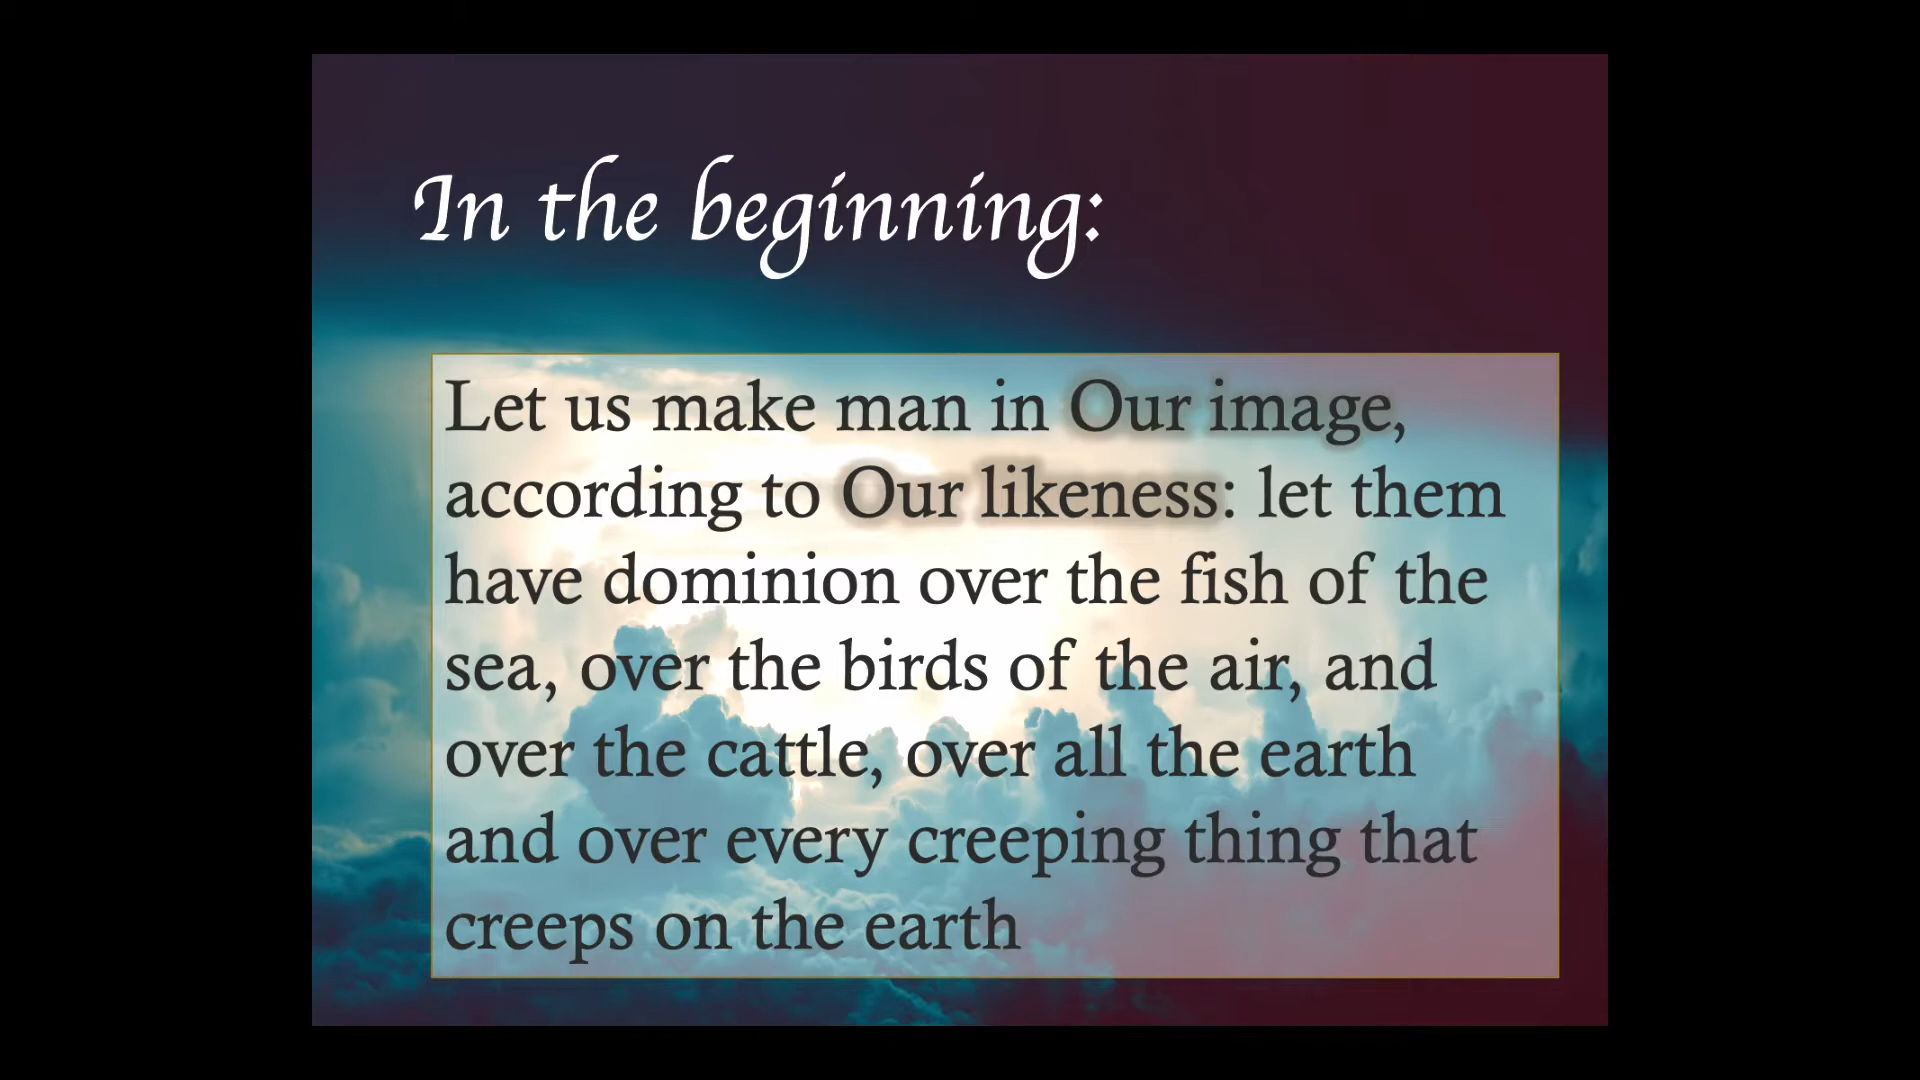 In the beginning:
Let us make man in Our image,
according to Our likeness: let them
have dominion over the fish of the
sea, over the birds of the air, and
over the cattle, over all the earth
and over every creeping thing that
creeps on the earth